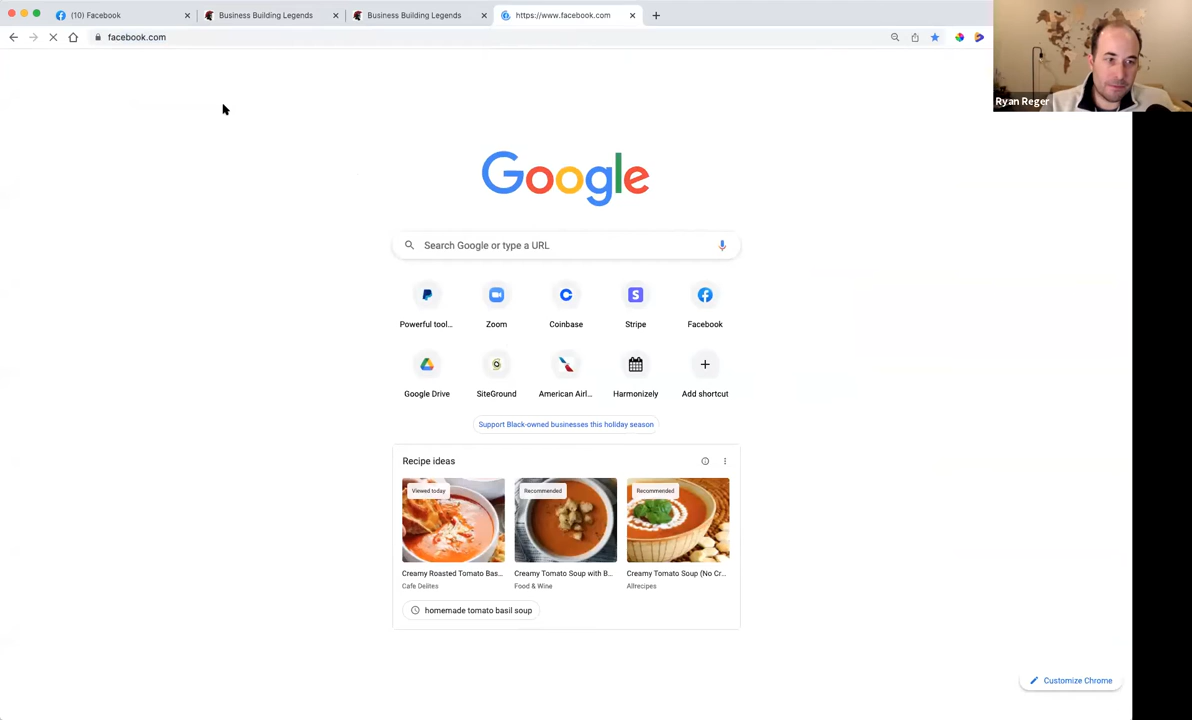 (10) Facebook
Business Building Legends
Business Building Legends
https://www.facebook.com
facebook.com
Ryan Reger
Google
Search Google or type a URL
Powerful tool...
Zoom
Coinbase
Stripe
Facebook
Google Drive
SiteGround
American Airl...
Harmonizely
Add shortcut
Support Black-owned businesses this holiday season
Recipe ideas
Viewed today
Recommended
Recommended
Creamy Roasted Tomato Bas...
Creamy Tomato Soup with B...
Creamy Tomato Soup (No Cr...
Cafe Delites
Food & Wine
Allrecipes
homemade tomato basil soup
Customize Chrome